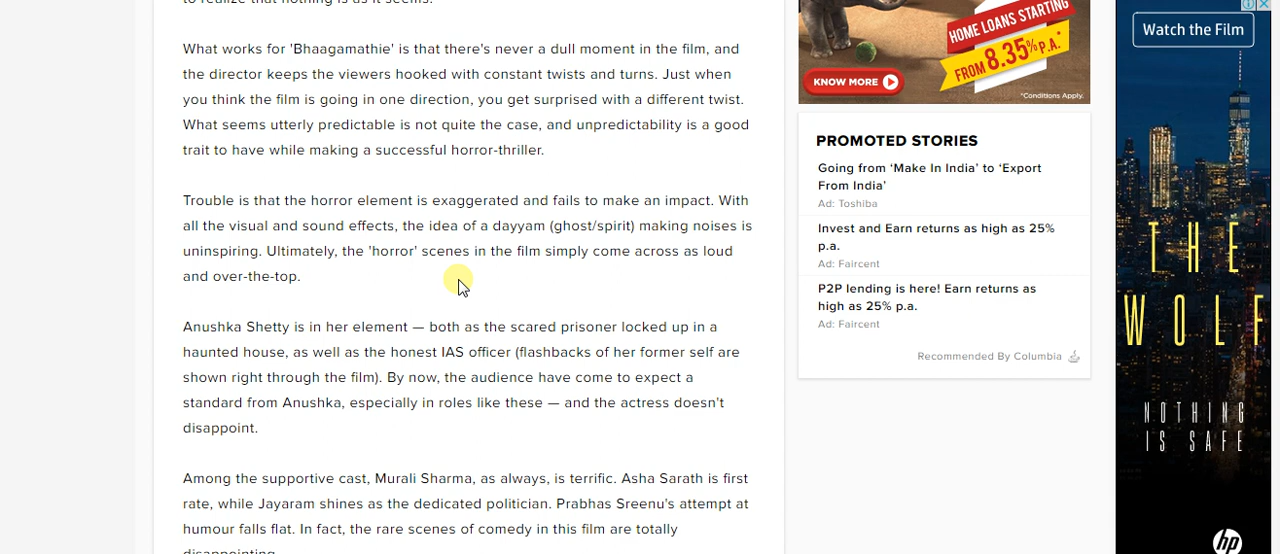 to realize that nothing is as it seems.
What works for 'Bhaagamathie' is that there's never a dull moment in the film, and
the director keeps the viewers hooked with constant twists and turns. Just when
you think the film is going in one direction, you get surprised with a different twist.
What seems utterly predictable is not quite the case, and unpredictability is a good
trait to have while making a successful horror-thriller.
Trouble is that the horror element is exaggerated and fails to make an impact. With
all the visual and sound effects, the idea of a dayyam (ghost/spirit) making noises is
uninspiring. Ultimately, the 'horror' scenes in the film simply come across as loud
and over-the-top.
Anushka Shetty is in her element — both as the scared prisoner locked up in a
haunted house, as well as the honest IAS officer (flashbacks of her former self are
shown right through the film). By now, the audience have come to expect a
standard from Anushka, especially in roles like these — and the actress doesn't
disappoint.
Among the supportive cast, Murali Sharma, as always, is terrific. Asha Sarath is first
rate, while Jayaram shines as the dedicated politician. Prabhas Sreenu's attempt at
humour falls flat. In fact, the rare scenes of comedy in this film are totally
disappointing.
HOME LOANS STARTING
FROM 8.35% P.A.*
KNOW MORE
*Conditions Apply.
PROMOTED STORIES
Going from ‘Make In India’ to ‘Export
From India’
Ad: Toshiba
Invest and Earn returns as high as 25%
p.a.
Ad: Faircent
P2P lending is here! Earn returns as
high as 25% p.a.
Ad: Faircent
Recommended By Columbia
Watch the Film
THE
WOLF
NOTHING
IS SAFE
hp